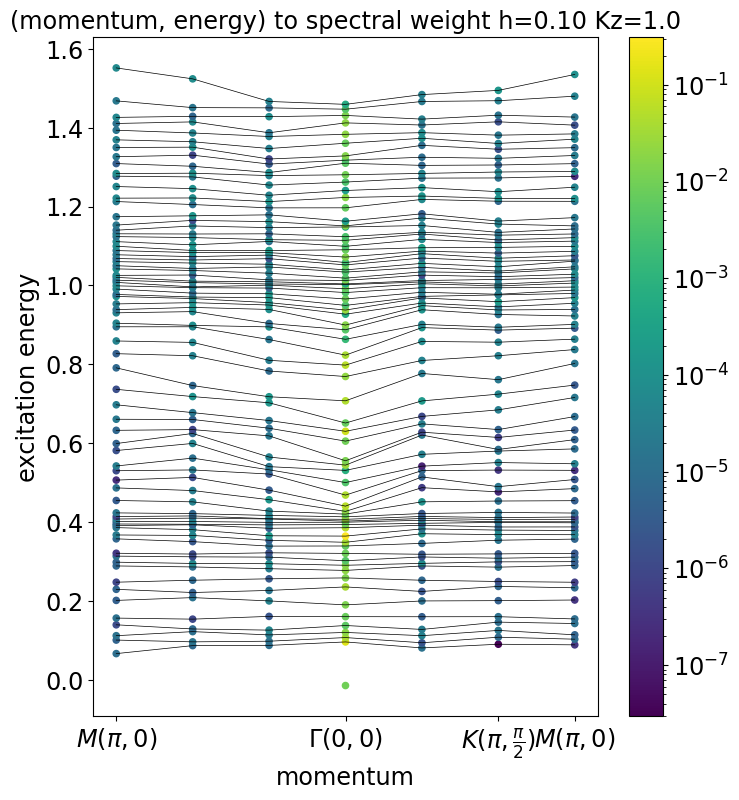 (momentum, energy) to spectral weight h=0.10 Kz=1.0
1.6
1.4
1.2
1.0
0.8
0.6
0.4
0.2
0.0
excitation energy
M(π, 0)
Γ(0, 0)
K(π, π/2)
M(π, 0)
momentum
10⁻¹
10⁻²
10⁻³
10⁻⁴
10⁻⁵
10⁻⁶
10⁻⁷